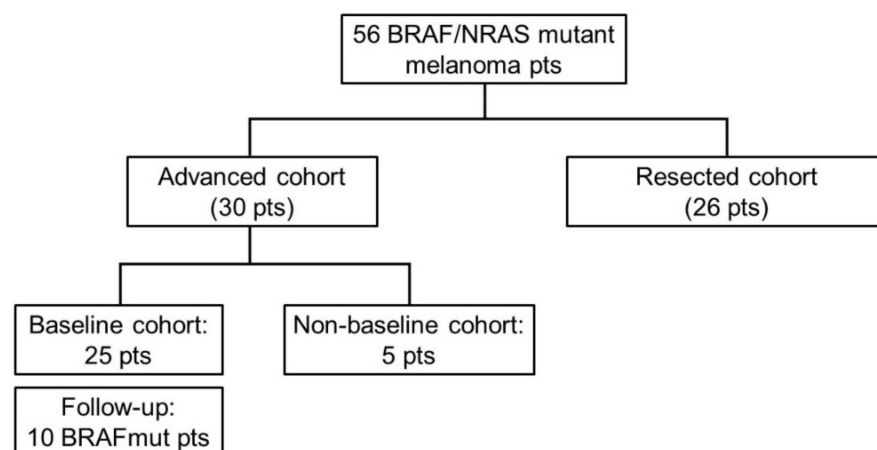 56 BRAF/NRAS mutant
melanoma pts
Advanced cohort
(30 pts)
Resected cohort
(26 pts)
Baseline cohort:
25 pts
Non-baseline cohort:
5 pts
Follow-up:
10 BRAFmut pts